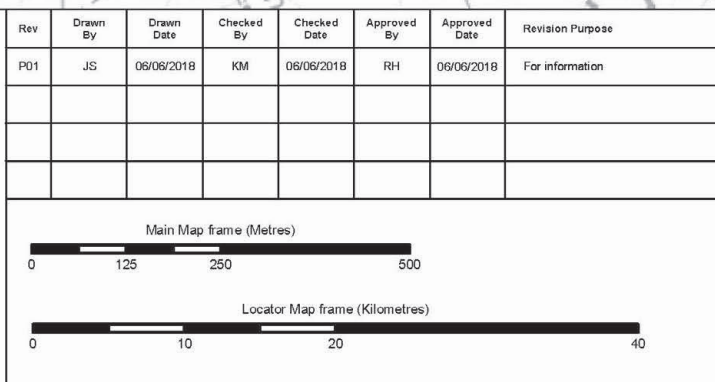 Rev Drawn By Drawn Date Checked By Checked Date Approved By Approved Date Revision Purpose
P01 JS 06/06/2018 KM 06/06/2018 RH 06/06/2018 For information
Main Map frame (Metres)
0 125 250 500
Locator Map frame (Kilometres)
0 10 20 40